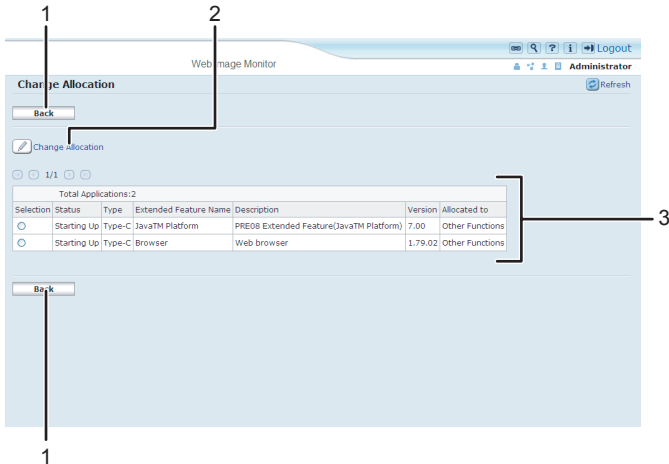 1 2
Logout
Web Image Monitor
Administrator
Change Allocation
Refresh
Back
Change Allocation
1/1
Total Applications:2
Selection Status Type Extended Feature Name Description Version Allocated to
Starting Up Type-C JavaTM Platform PRE08 Extended Feature(JavaTM Platform) 7.00 Other Functions
3
Starting Up Type-C Browser Web browser 1.79.02 Other Functions
Back
1